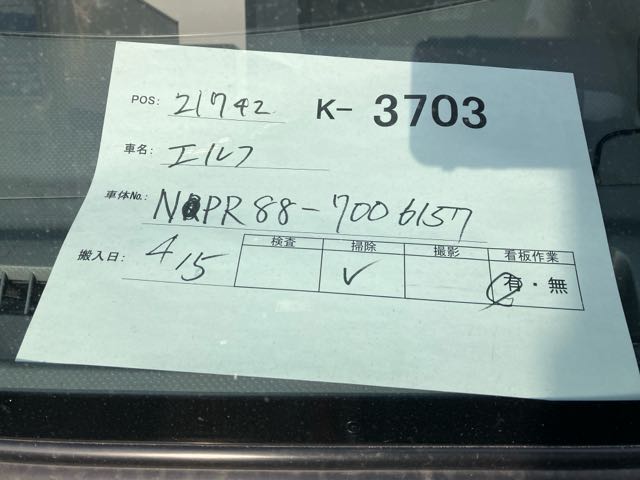 POS: 21742 K- 3703
車名: エルフ
車体No.: NPR88-7006157
搬入日: 4/15
検査 掃除 撮影 看板作業
✓ 有・無